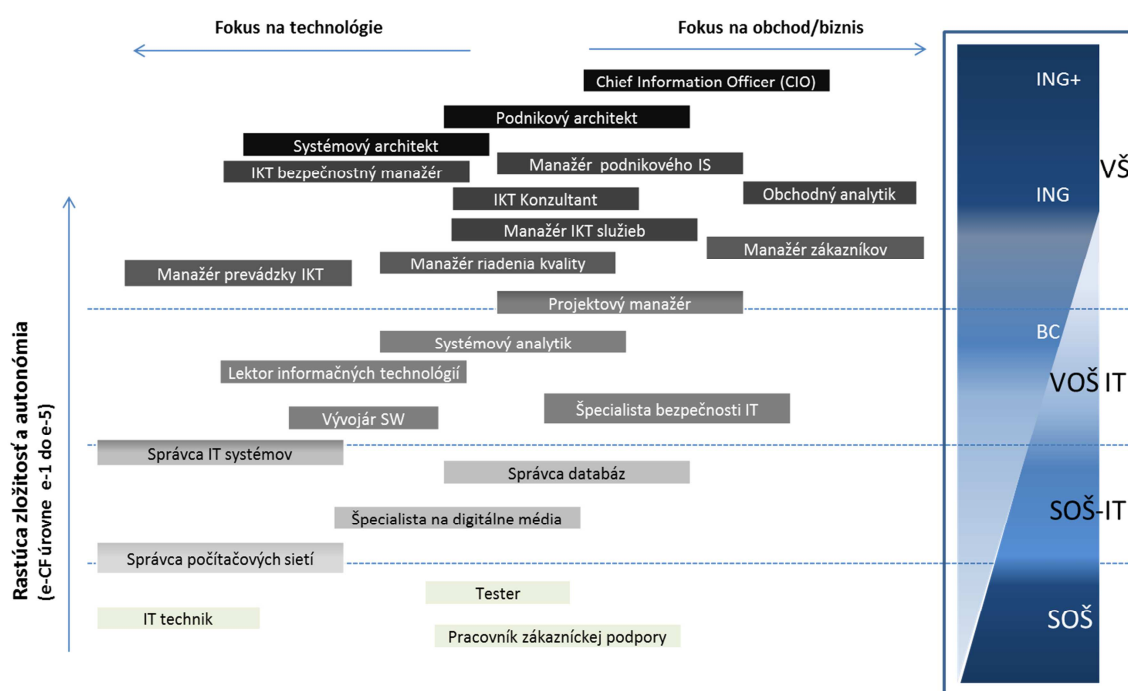 Fokus na technológie
Fokus na obchod/biznis
Chief Information Officer (CIO)
ING+
Podnikový architekt
Systémový architekt
Manažér podnikového IS
VŠ
IKT bezpečnostný manažér
IKT Konzultant
Obchodný analytik
ING
Manažér IKT služieb
Manažér zákazníkov
Manažér riadenia kvality
Manažér prevádzky IKT
Projektový manažér
BC
Systémový analytik
Lektor informačných technológií
VOŠ IT
Špecialista bezpečnosti IT
Vývojár SW
Správca IT systémov
Správca databáz
SOŠ-IT
Špecialista na digitálne média
Správca počítačových sietí
Tester
IT technik
SOŠ
Pracovník zákazníckej podpory
Rastúca zložitosť a autonómia
(e-CF úrovne e-1 do e-5)